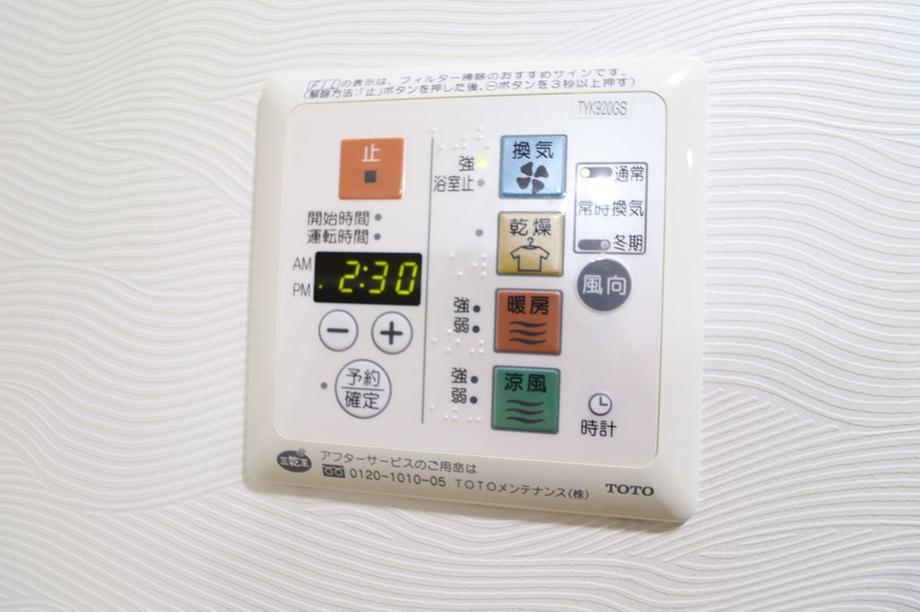 FILの表示は、フィルター掃除のおすすめサインです。
(解除方法:「止」ボタンを押した後、⊖ボタンを3秒以上押す)
TYK920GS
止
開始時間
運転時間
AM
PM
2:30
−
+
予約
確定
強
浴室止
換気
乾燥
強
弱
暖房
強
弱
涼風
通常
常時換気
冬期
風向
時計
三乾王
アフターサービスのご用命は
0120-1010-05 TOTOメンテナンス(株)
TOTO